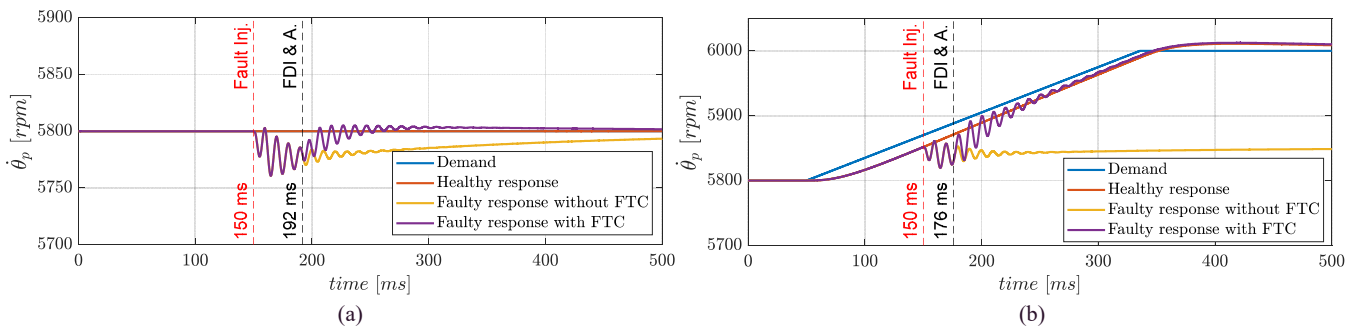 5900
5850
5800
5750
5700
θ̇p [rpm]
Fault Inj.
FDI & A.
150 ms
192 ms
Demand
Healthy response
Faulty response without FTC
Faulty response with FTC
0
100
200
300
400
500
time [ms]
(a)
6000
5900
5800
5700
θ̇p [rpm]
Fault Inj.
FDI & A.
150 ms
176 ms
Demand
Healthy response
Faulty response without FTC
Faulty response with FTC
0
100
200
300
400
500
time [ms]
(b)